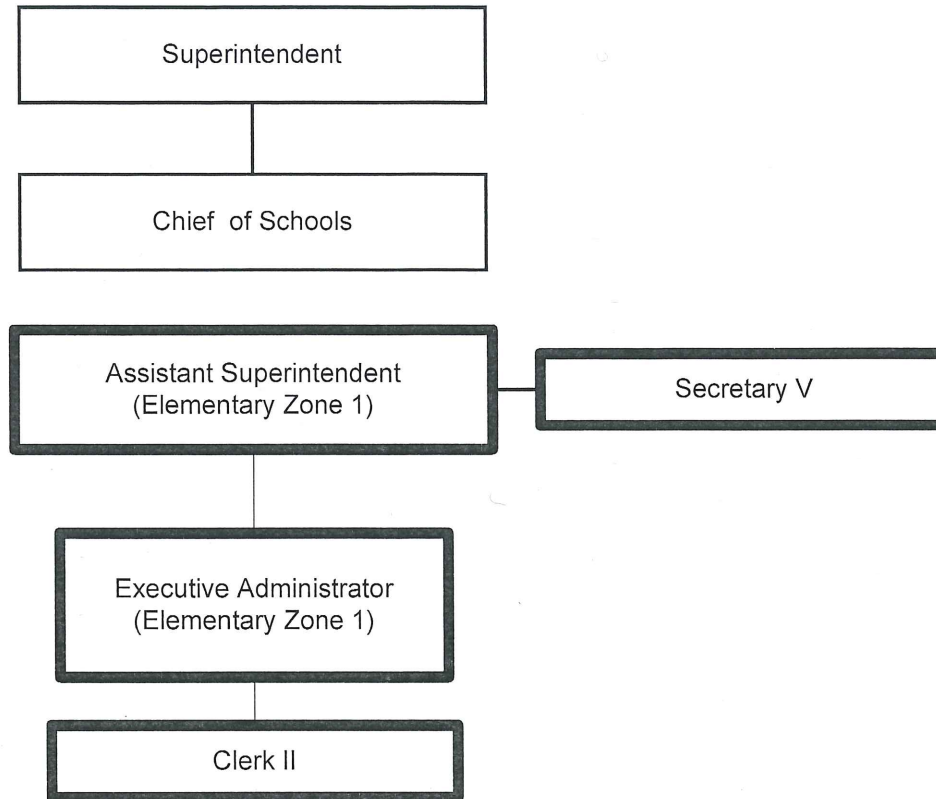 Superintendent
Chief of Schools
Assistant Superintendent
(Elementary Zone 1)
Secretary V
Executive Administrator
(Elementary Zone 1)
Clerk II